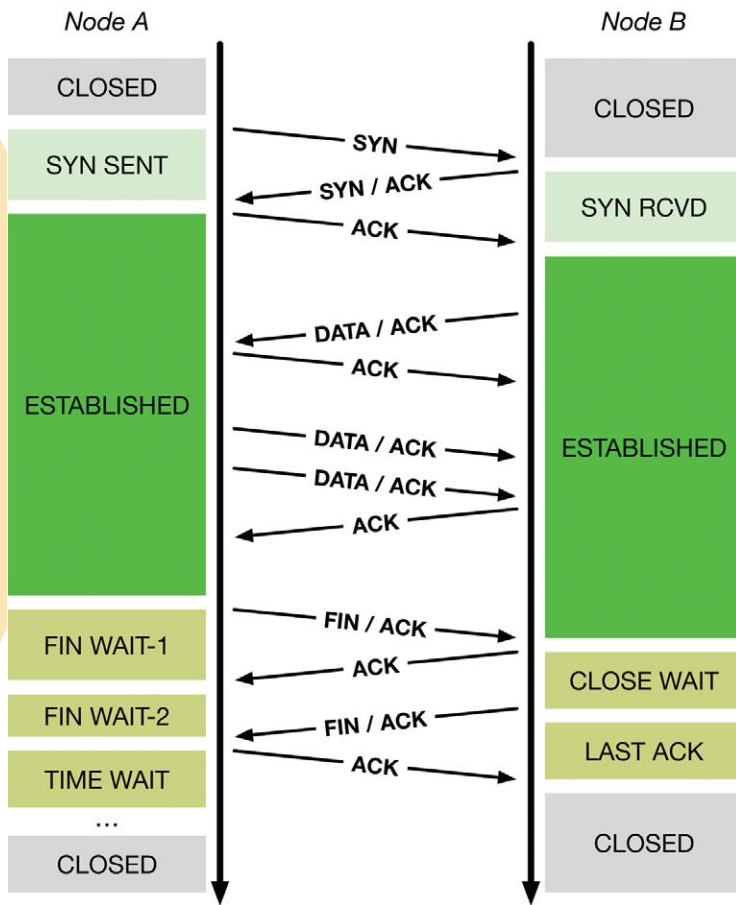 Node A
Node B
CLOSED
CLOSED
SYN
SYN SENT
SYN / ACK
SYN RCVD
ACK
DATA / ACK
ACK
ESTABLISHED
DATA / ACK
ESTABLISHED
DATA / ACK
ACK
FIN / ACK
FIN WAIT-1
ACK
CLOSE WAIT
FIN WAIT-2
FIN / ACK
LAST ACK
TIME WAIT
ACK
...
CLOSED
CLOSED